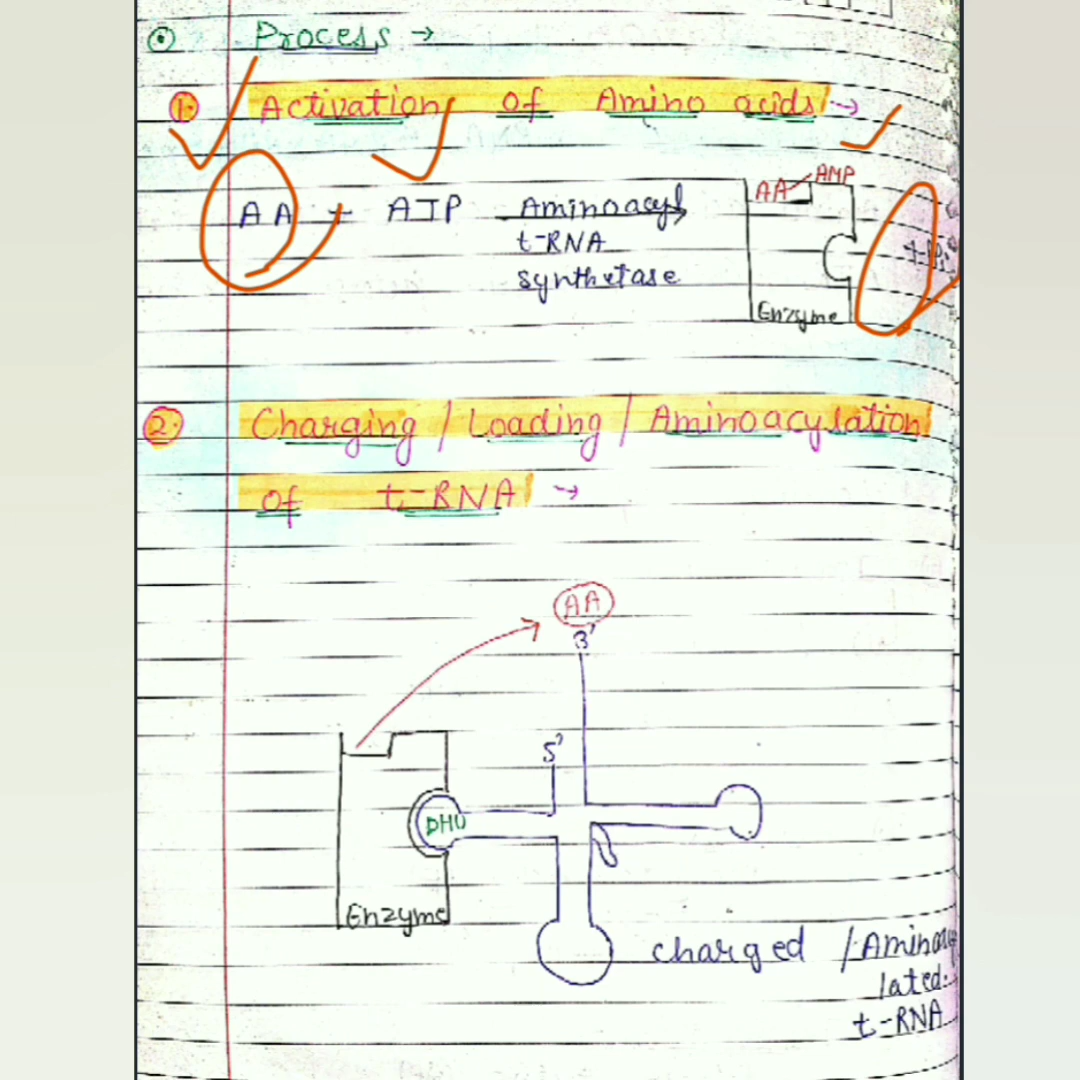 Process →
1. Activation of Amino acids →
AA + ATP Aminoacyl
t-RNA
synthetase
AA AMP
Enzyme
2. Charging / Loading / Aminoacylation
of t-RNA →
AA
3'
5'
DHU
Enzyme
charged /Aminoacy
lated
t-RNA